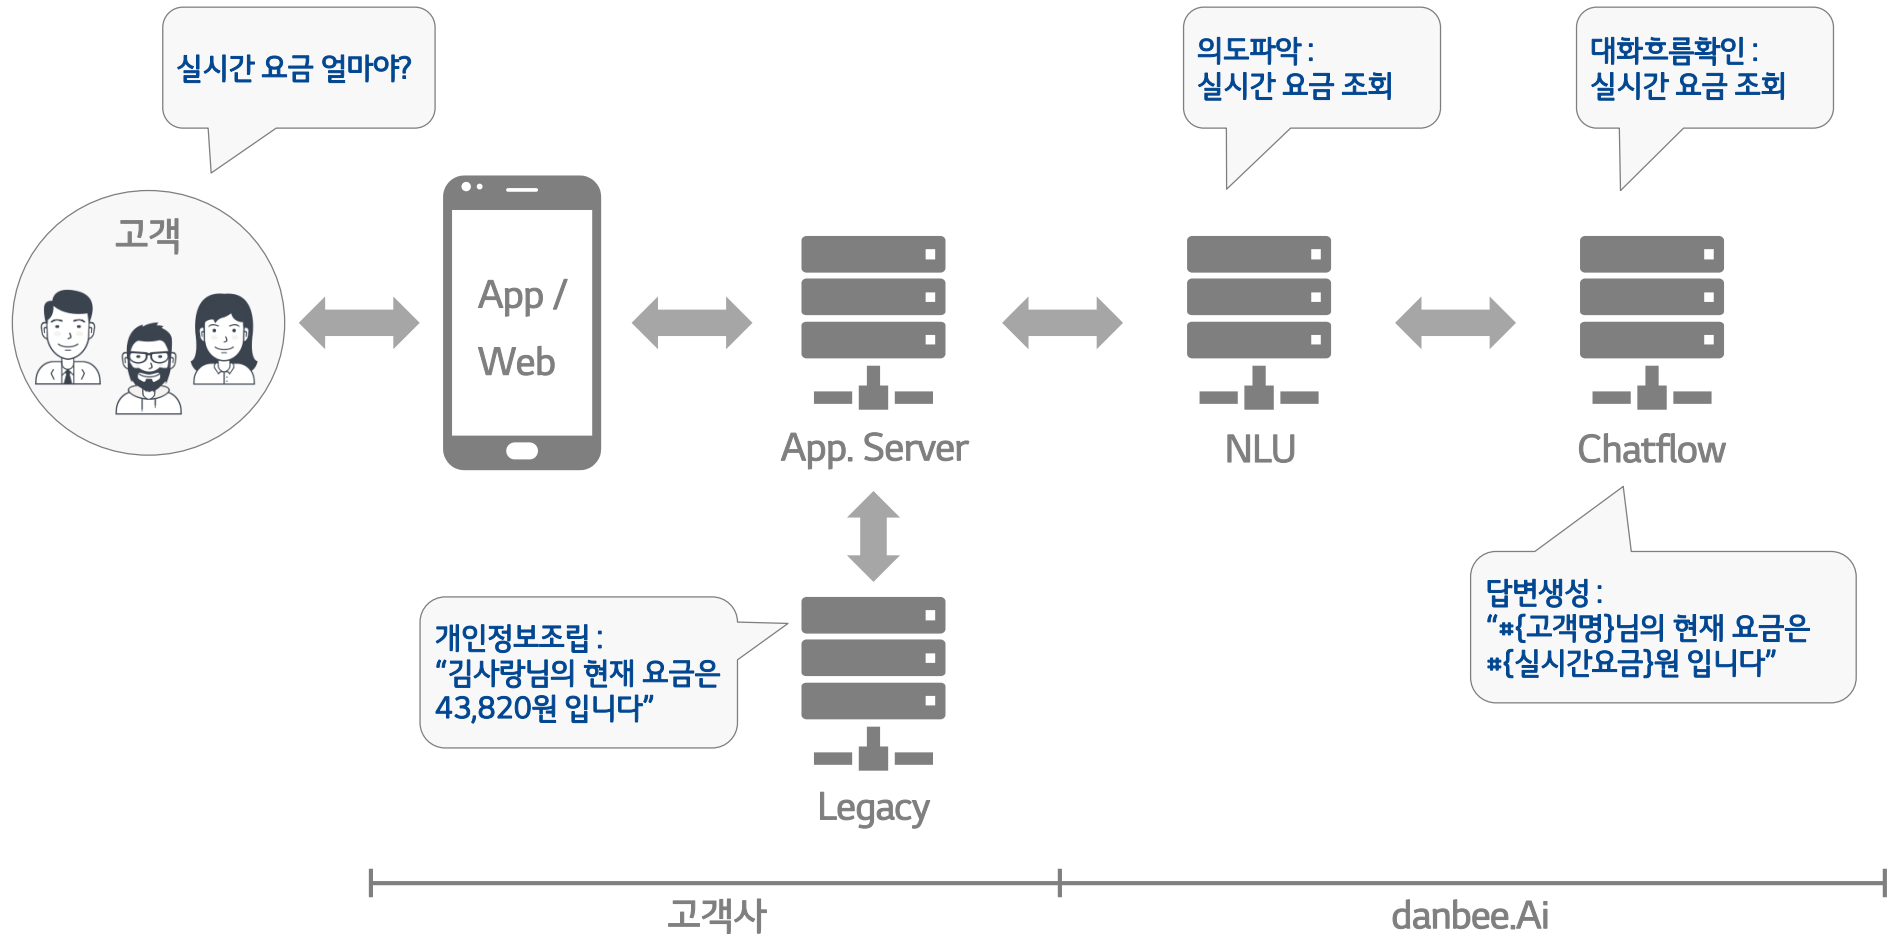 실시간 요금 얼마야?
의도파악 :
실시간 요금 조회
대화흐름확인 :
실시간 요금 조회
고객
App /
Web
App. Server
NLU
Chatflow
개인정보조립 :
“김사랑님의 현재 요금은
43,820원 입니다”
답변생성 :
“#{고객명}님의 현재 요금은
#{실시간요금}원 입니다”
Legacy
고객사
danbee.Ai